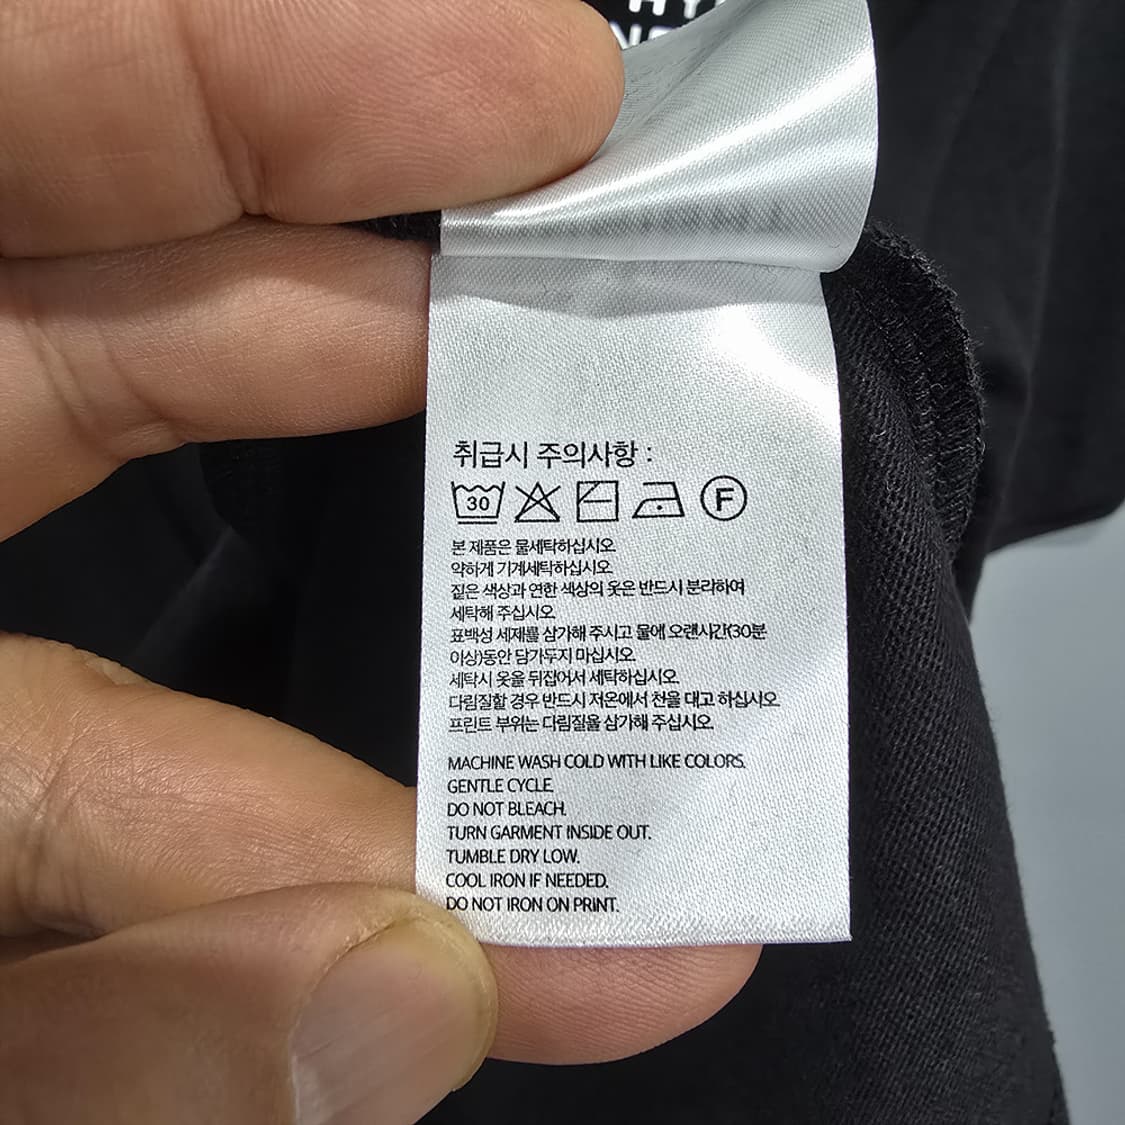 HY
취급시 주의사항 :
30 F
본 제품은 물세탁하십시오.
약하게 기계세탁하십시오.
짙은 색상과 연한 색상의 옷은 반드시 분리하여
세탁해 주십시오.
표백성 세제를 삼가해 주시고 물에 오랜시간(30분
이상)동안 담가두지 마십시오.
세탁시 옷을 뒤집어서 세탁하십시오.
다림질할 경우 반드시 저온에서 천을 대고 하십시오.
프린트 부위는 다림질을 삼가해 주십시오.
MACHINE WASH COLD WITH LIKE COLORS.
GENTLE CYCLE.
DO NOT BLEACH.
TURN GARMENT INSIDE OUT.
TUMBLE DRY LOW.
COOL IRON IF NEEDED.
DO NOT IRON ON PRINT.